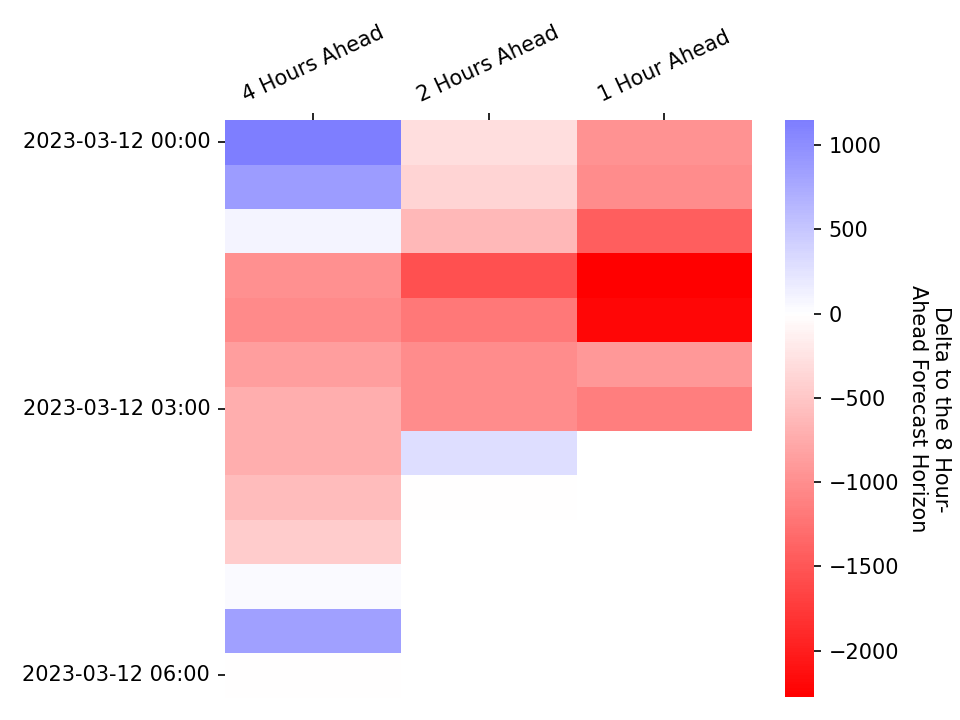 4 Hours Ahead
2 Hours Ahead
1 Hour Ahead
2023-03-12 00:00
2023-03-12 03:00
2023-03-12 06:00
1000
500
0
−500
−1000
−1500
−2000
Delta to the 8 Hour-
Ahead Forecast Horizon